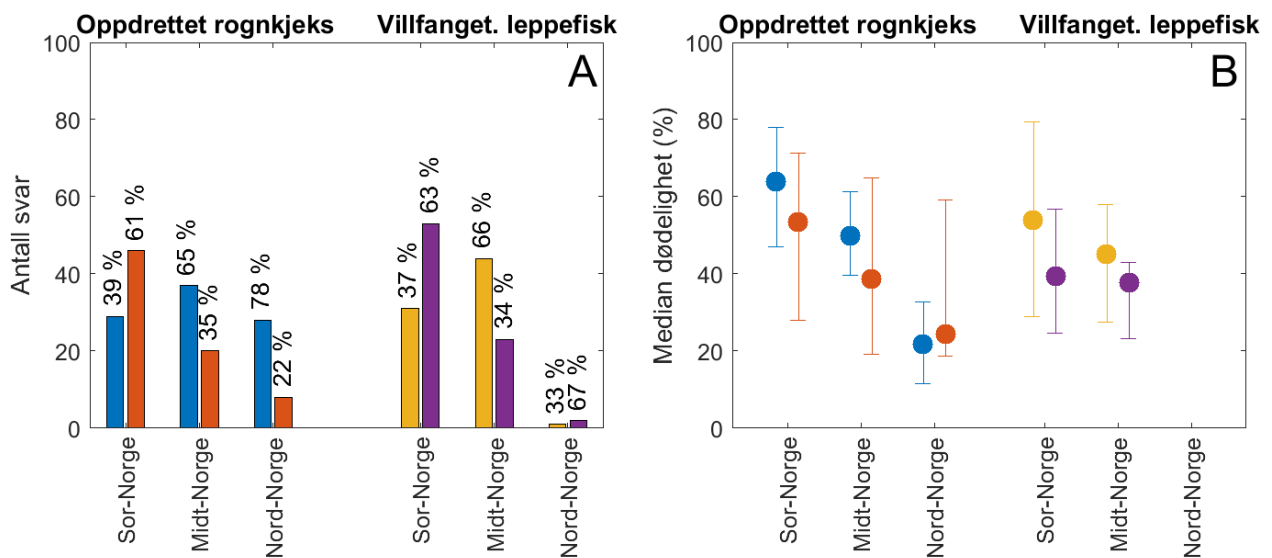 Oppdrettet rognkjeks
Villfanget. leppefisk
A
Antall svar
100
80
60
40
20
0
39 %
61 %
65 %
35 %
78 %
22 %
37 %
63 %
66 %
34 %
33 %
67 %
Sor-Norge
Midt-Norge
Nord-Norge
Sor-Norge
Midt-Norge
Nord-Norge
Oppdrettet rognkjeks
Villfanget. leppefisk
B
Median dødelighet (%)
100
80
60
40
20
0
Sor-Norge
Midt-Norge
Nord-Norge
Sor-Norge
Midt-Norge
Nord-Norge